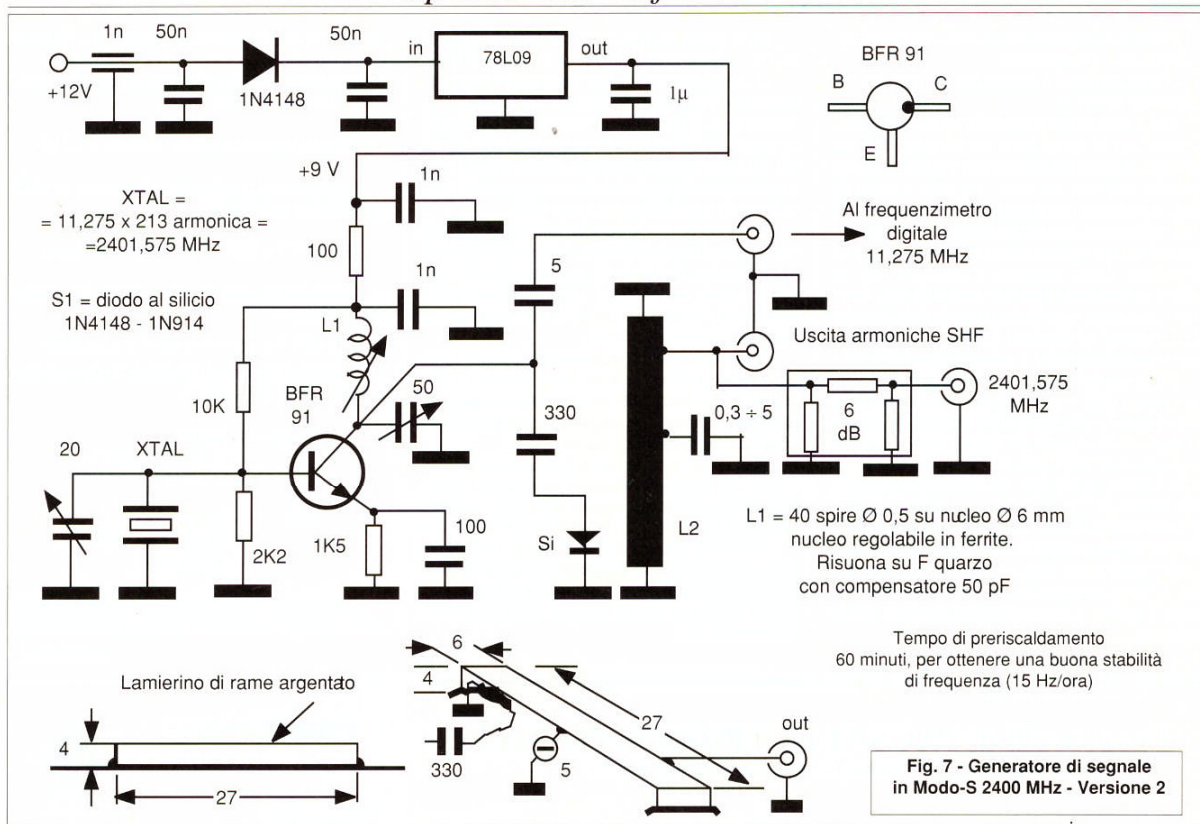 1n
50n
50n
in
78L09
out
+12V
1N4148
1µ
BFR 91
B
C
E
+9 V
1n
XTAL =
= 11,275 x 213 armonica =
=2401,575 MHz
100
Al frequenzimetro
digitale
11,275 MHz
S1 = diodo al silicio
1N4148 - 1N914
1n
5
L1
Uscita armoniche SHF
10K
BFR
91
50
330
0,3 ÷ 5
6
dB
2401,575
MHz
20
XTAL
2K2
1K5
100
Si
L2
L1 = 40 spire Ø 0,5 su nucleo Ø 6 mm
nucleo regolabile in ferrite.
Risuona su F quarzo
con compensatore 50 pF
Tempo di preriscaldamento
60 minuti, per ottenere una buona stabilità
di frequenza (15 Hz/ora)
Lamierino di rame argentato
4
27
6
4
27
330
5
out
Fig. 7 - Generatore di segnale
in Modo-S 2400 MHz - Versione 2